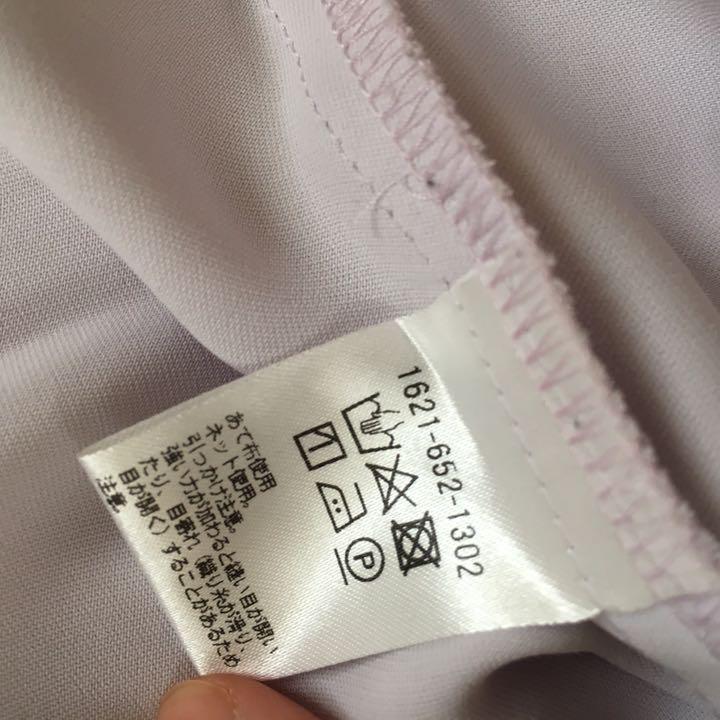 1621-652-1302
P
あて布使用
ネット使用。
引っかけ注意。
強い力が加わると縫い目が開い
たり、目寄れ（織り糸が滑り、
目が開く）することがあるため
注意。